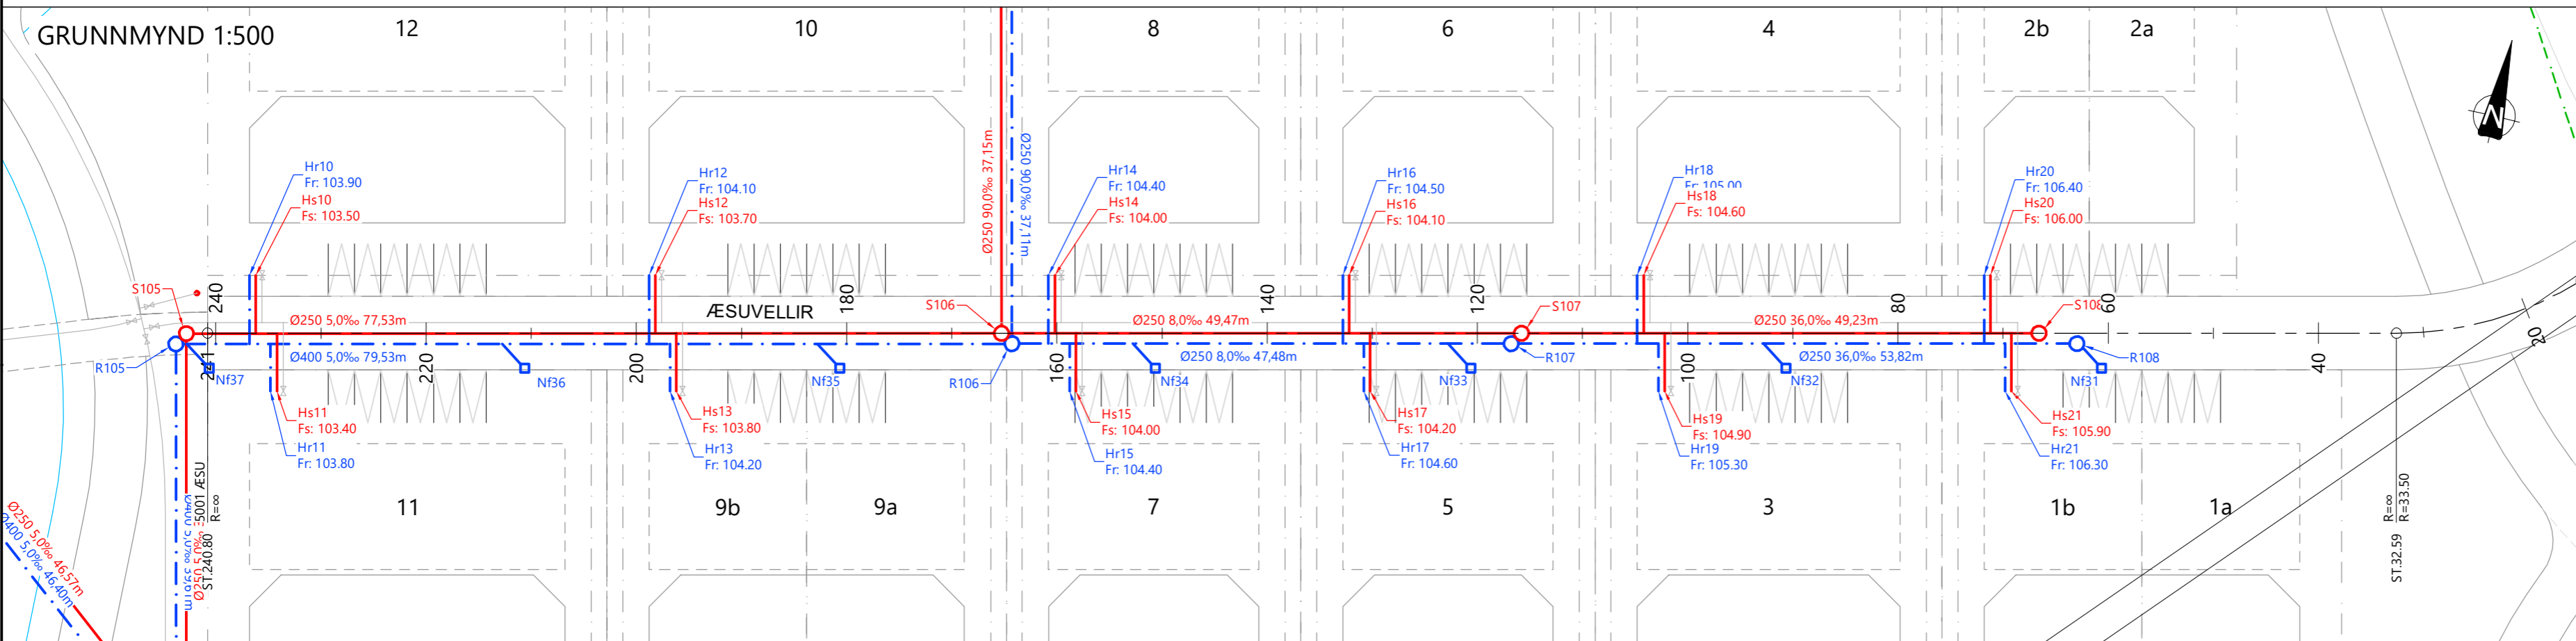 GRUNNMYND 1:500
12
10
8
6
4
2b
2a
N
Hr10
Fr: 103.90
Hs10
Fs: 103.50
Hr12
Fr: 104.10
Hs12
Fs: 103.70
Ø250 90,0‰ 37,15m
Ø250 90,0‰ 37,11m
Hr14
Fr: 104.40
Hs14
Fs: 104.00
Hr16
Fr: 104.50
Hs16
Fs: 104.10
Hr18
Fr: 105.00
Hs18
Fs: 104.60
Hr20
Fr: 106.40
Hs20
Fs: 106.00
S105
240
ÆSUVELLIR
180
S106
140
120
S107
80
S108
60
20
Ø250 5,0‰ 77,53m
Ø250 8,0‰ 49,47m
Ø250 36,0‰ 49,23m
R105
241
Nf37
Ø400 5,0‰ 79,53m
220
Nf36
200
Nf35
R106
160
Nf34
Ø250 8,0‰ 47,48m
Nf33
R107
100
Nf32
Ø250 36,0‰ 53,82m
Nf31
R108
40
Hs11
Fs: 103.40
Hr11
Fr: 103.80
Hs13
Fs: 103.80
Hr13
Fr: 104.20
Hs15
Fs: 104.00
Hr15
Fr: 104.40
Hs17
Fs: 104.20
Hr17
Fr: 104.60
Hs19
Fs: 104.90
Hr19
Fr: 105.30
Hs21
Fs: 105.90
Hr21
Fr: 106.30
11
9b
9a
7
5
3
1b
1a
Ø250 5,0‰ 46,57m
Ø400 5,0‰ 46,40m
Ø250 5,0‰
ST.240.80
5001 ÆSU
R=∞
ST.32.59
R=∞
R=33.50